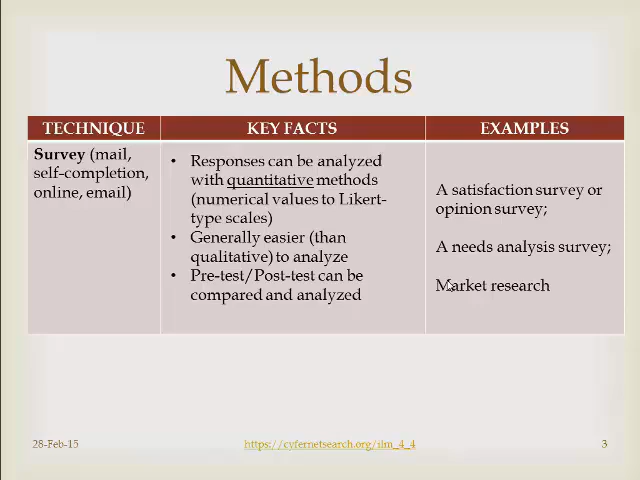 Methods
TECHNIQUE KEY FACTS EXAMPLES
Survey (mail,
self-completion,
online, email)
• Responses can be analyzed
with quantitative methods
(numerical values to Likert-
type scales)
• Generally easier (than
qualitative) to analyze
• Pre-test/Post-test can be
compared and analyzed
A satisfaction survey or
opinion survey;
A needs analysis survey;
Market research
28-Feb-15 https://cyfernetsearch.org/ilm_4_4 3